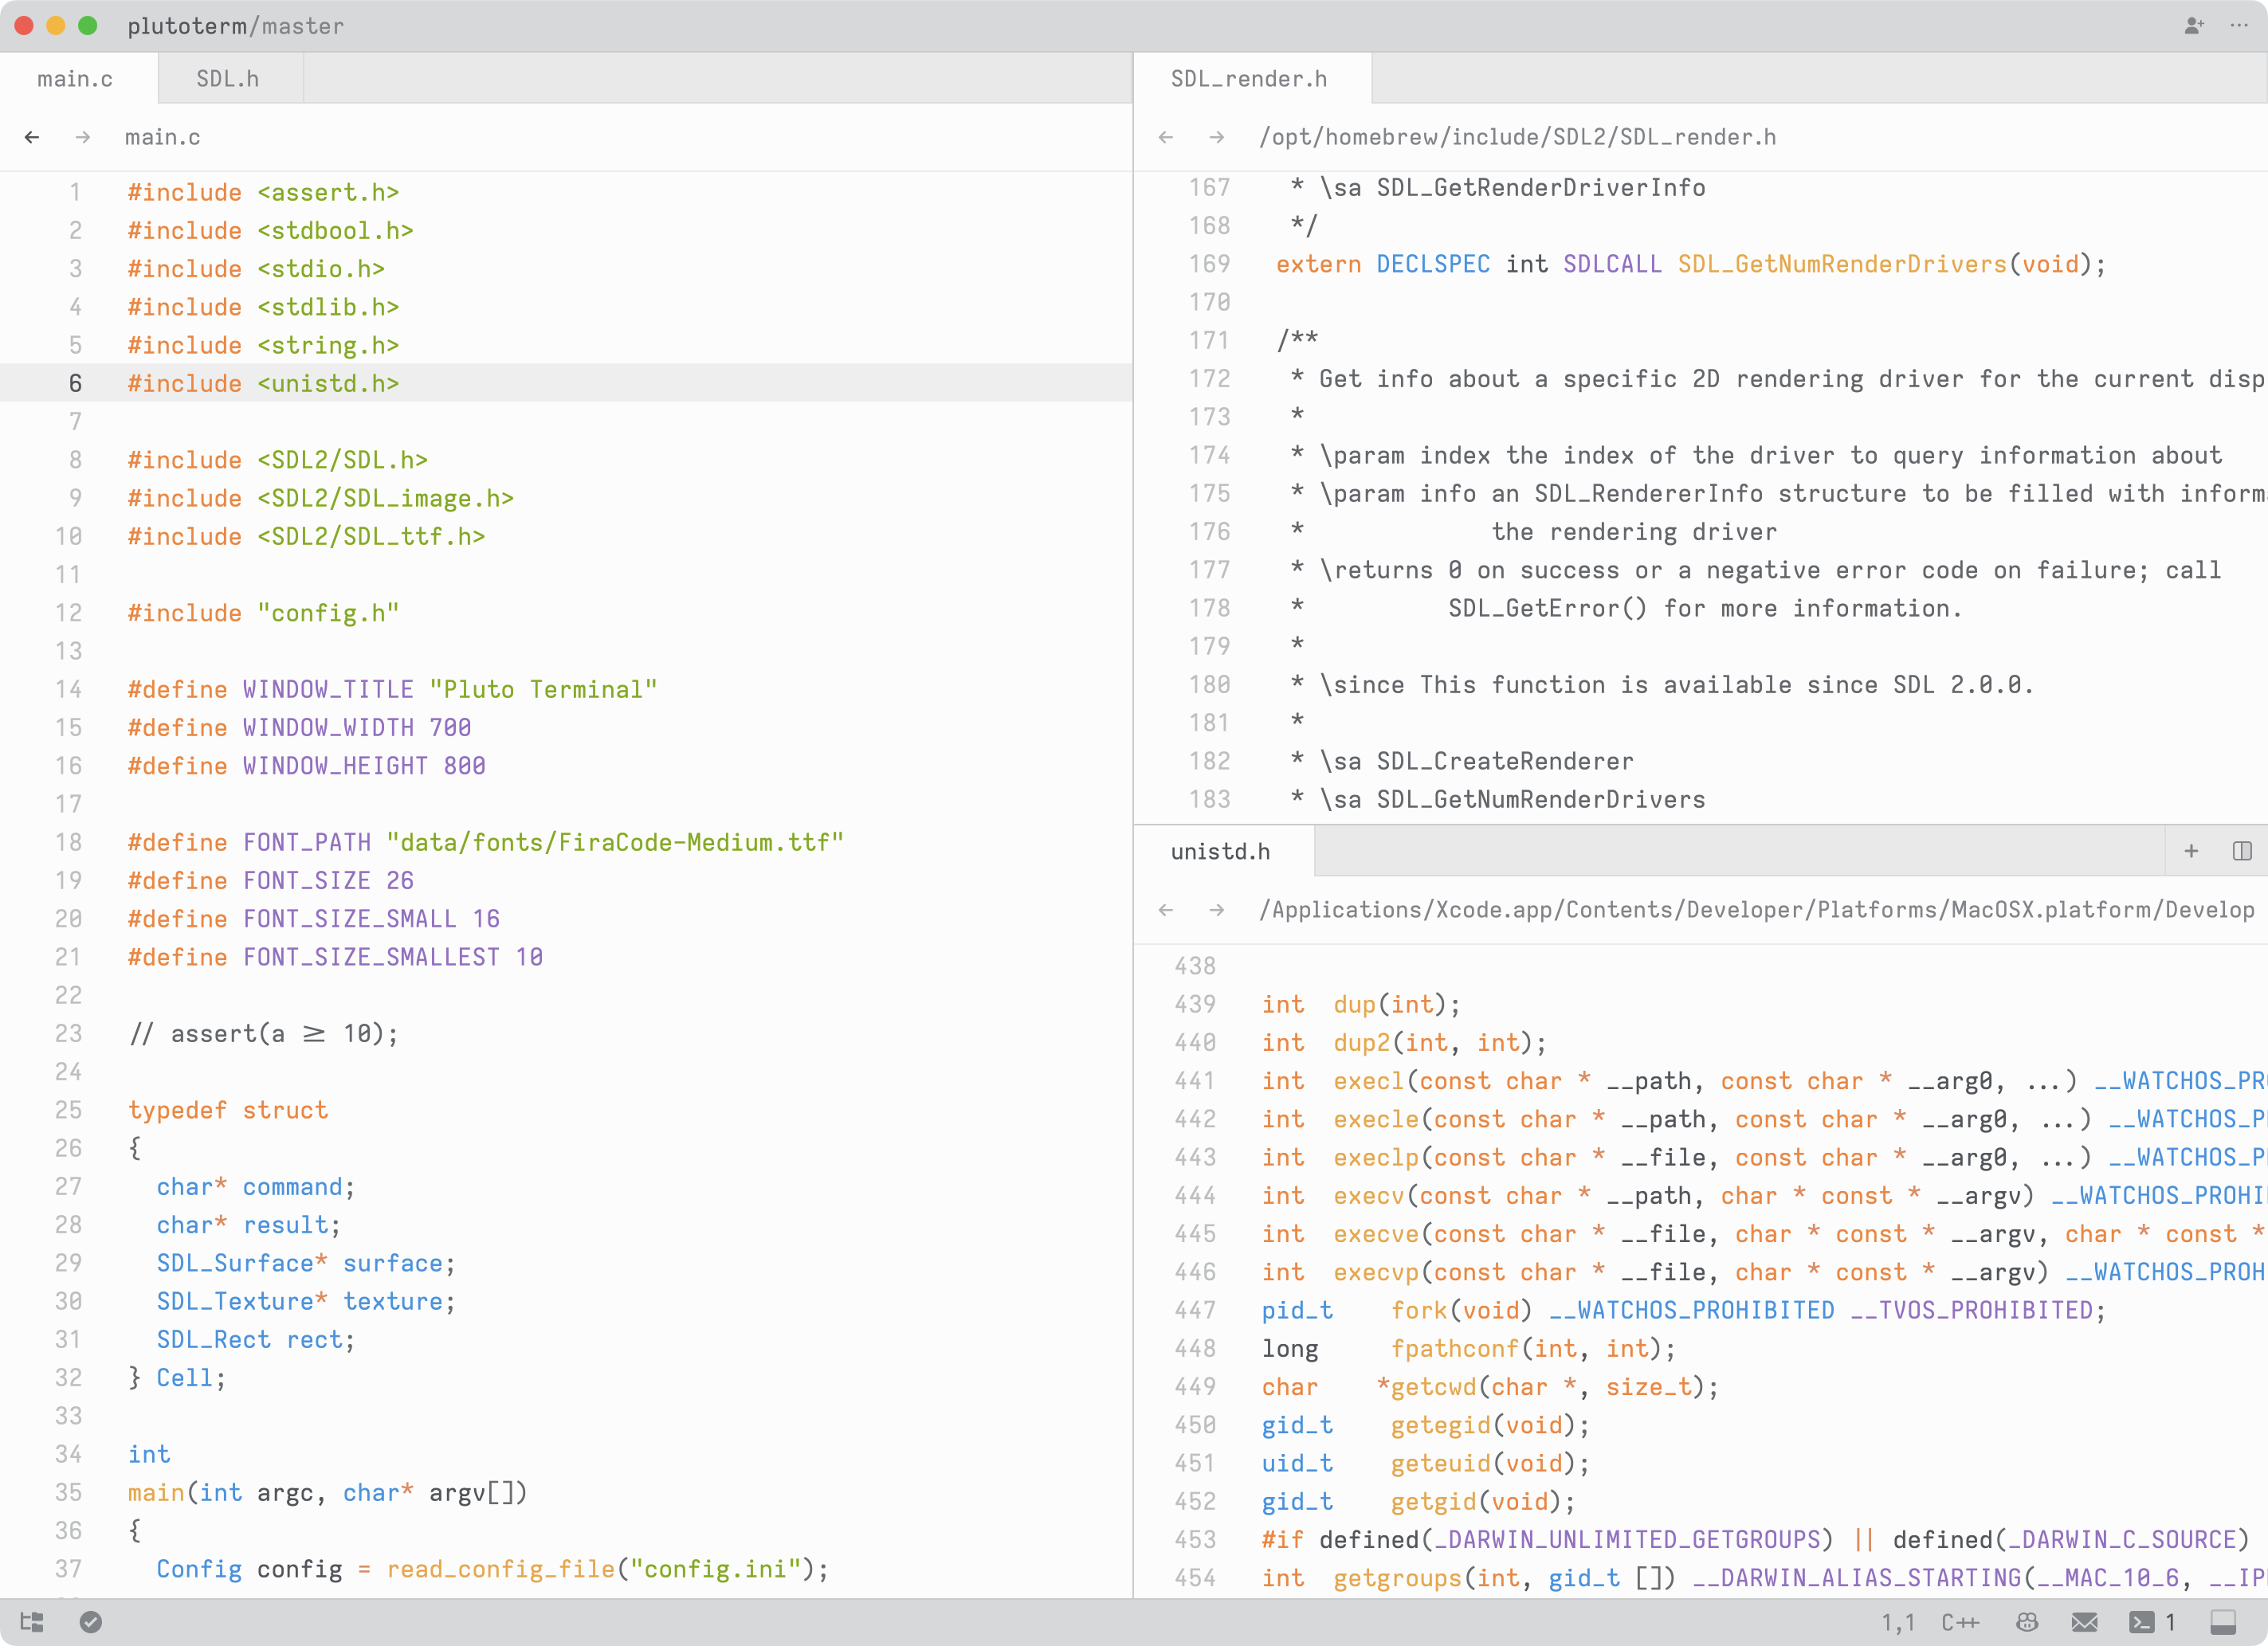 plutoterm/master
main.c
SDL.h
main.c
1 #include <assert.h>
2 #include <stdbool.h>
3 #include <stdio.h>
4 #include <stdlib.h>
5 #include <string.h>
6 #include <unistd.h>
7
8 #include <SDL2/SDL.h>
9 #include <SDL2/SDL_image.h>
10 #include <SDL2/SDL_ttf.h>
11
12 #include "config.h"
13
14 #define WINDOW_TITLE "Pluto Terminal"
15 #define WINDOW_WIDTH 700
16 #define WINDOW_HEIGHT 800
17
18 #define FONT_PATH "data/fonts/FiraCode-Medium.ttf"
19 #define FONT_SIZE 26
20 #define FONT_SIZE_SMALL 16
21 #define FONT_SIZE_SMALLEST 10
22
23 // assert(a ≥ 10);
24
25 typedef struct
26 {
27   char* command;
28   char* result;
29   SDL_Surface* surface;
30   SDL_Texture* texture;
31   SDL_Rect rect;
32 } Cell;
33
34 int
35 main(int argc, char* argv[])
36 {
37   Config config = read_config_file("config.ini");
SDL_render.h
/opt/homebrew/include/SDL2/SDL_render.h
167  * \sa SDL_GetRenderDriverInfo
168  */
169 extern DECLSPEC int SDLCALL SDL_GetNumRenderDrivers(void);
170
171 /**
172  * Get info about a specific 2D rendering driver for the current disp
173  *
174  * \param index the index of the driver to query information about
175  * \param info an SDL_RendererInfo structure to be filled with inform
176  *             the rendering driver
177  * \returns 0 on success or a negative error code on failure; call
178  *          SDL_GetError() for more information.
179  *
180  * \since This function is available since SDL 2.0.0.
181  *
182  * \sa SDL_CreateRenderer
183  * \sa SDL_GetNumRenderDrivers
unistd.h
/Applications/Xcode.app/Contents/Developer/Platforms/MacOSX.platform/Develop
438
439 int  dup(int);
440 int  dup2(int, int);
441 int  execl(const char * __path, const char * __arg0, ...) __WATCHOS_PR
442 int  execle(const char * __path, const char * __arg0, ...) __WATCHOS_P
443 int  execlp(const char * __file, const char * __arg0, ...) __WATCHOS_P
444 int  execv(const char * __path, char * const * __argv) __WATCHOS_PROHI
445 int  execve(const char * __file, char * const * __argv, char * const *
446 int  execvp(const char * __file, char * const * __argv) __WATCHOS_PROH
447 pid_t    fork(void) __WATCHOS_PROHIBITED __TVOS_PROHIBITED;
448 long     fpathconf(int, int);
449 char    *getcwd(char *, size_t);
450 gid_t    getegid(void);
451 uid_t    geteuid(void);
452 gid_t    getgid(void);
453 #if defined(_DARWIN_UNLIMITED_GETGROUPS) || defined(_DARWIN_C_SOURCE)
454 int  getgroups(int, gid_t []) __DARWIN_ALIAS_STARTING(__MAC_10_6, __IP
1,1 C++ 1